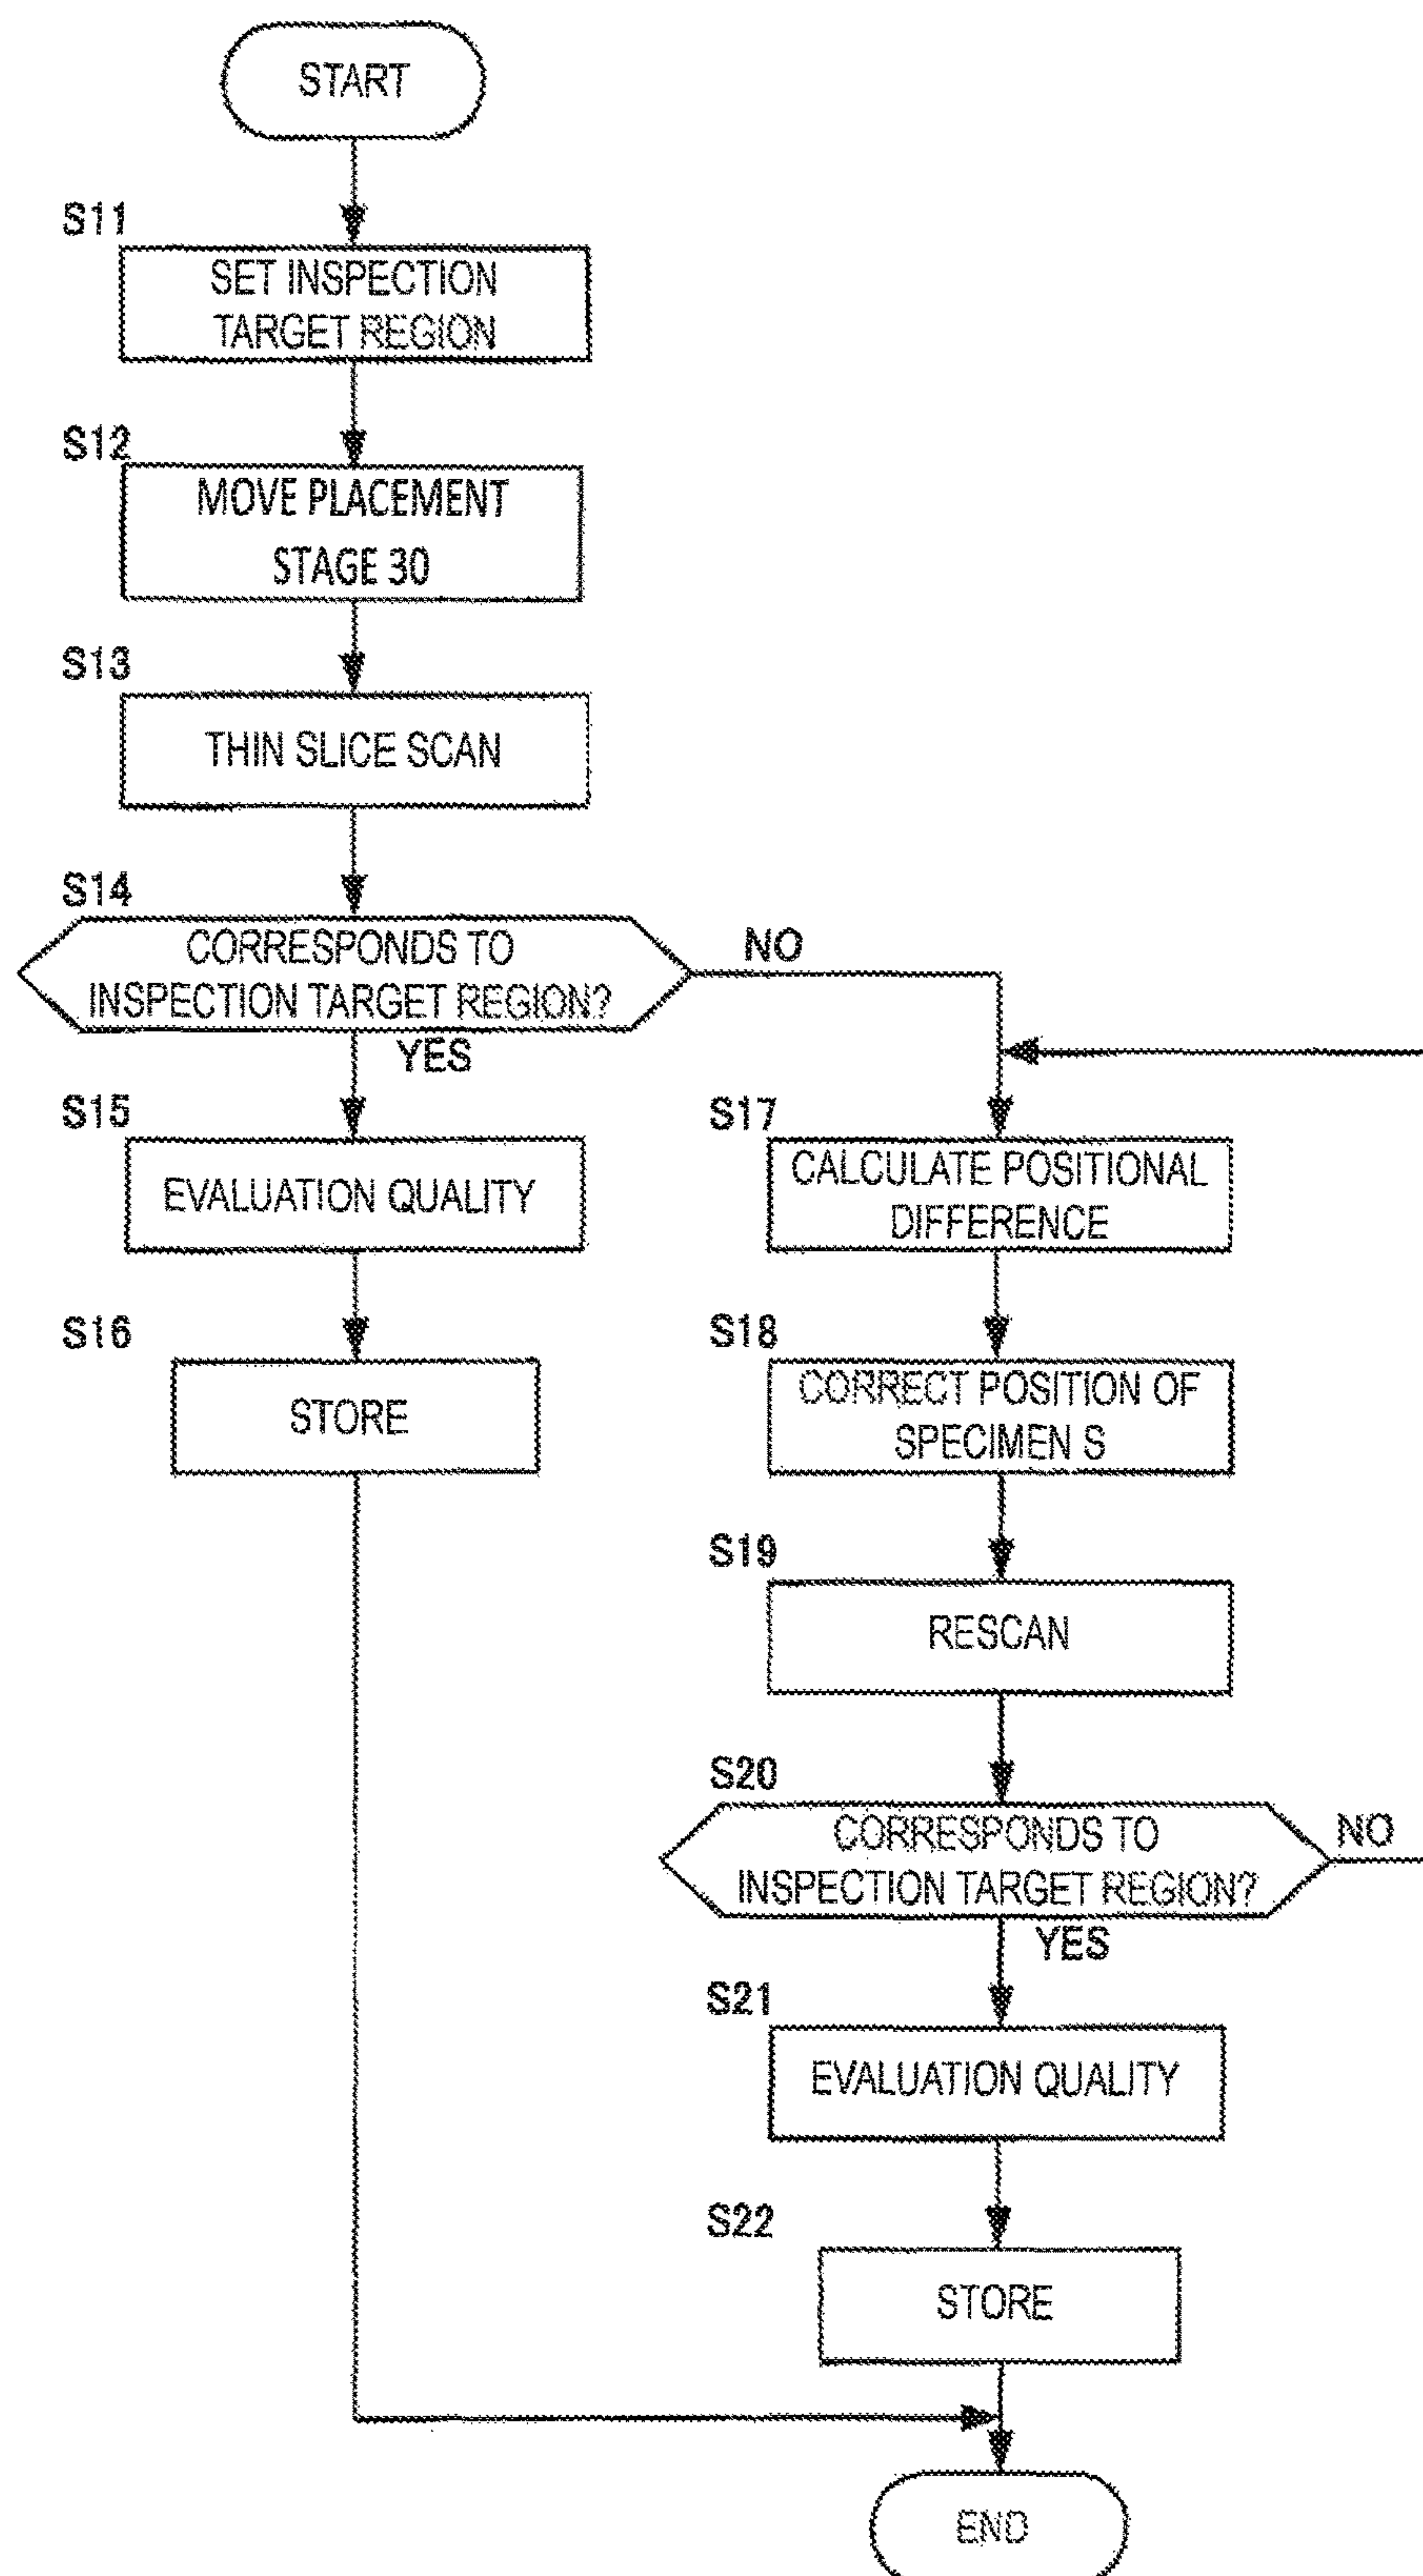 START
S11
SET INSPECTION
TARGET REGION
S12
MOVE PLACEMENT
STAGE 30
S13
THIN SLICE SCAN
S14
CORRESPONDS TO
INSPECTION TARGET REGION?
NO
YES
S15
EVALUATION QUALITY
S16
STORE
S17
CALCULATE POSITIONAL
DIFFERENCE
S18
CORRECT POSITION OF
SPECIMEN S
S19
RESCAN
S20
CORRESPONDS TO
INSPECTION TARGET REGION?
NO
YES
S21
EVALUATION QUALITY
S22
STORE
END